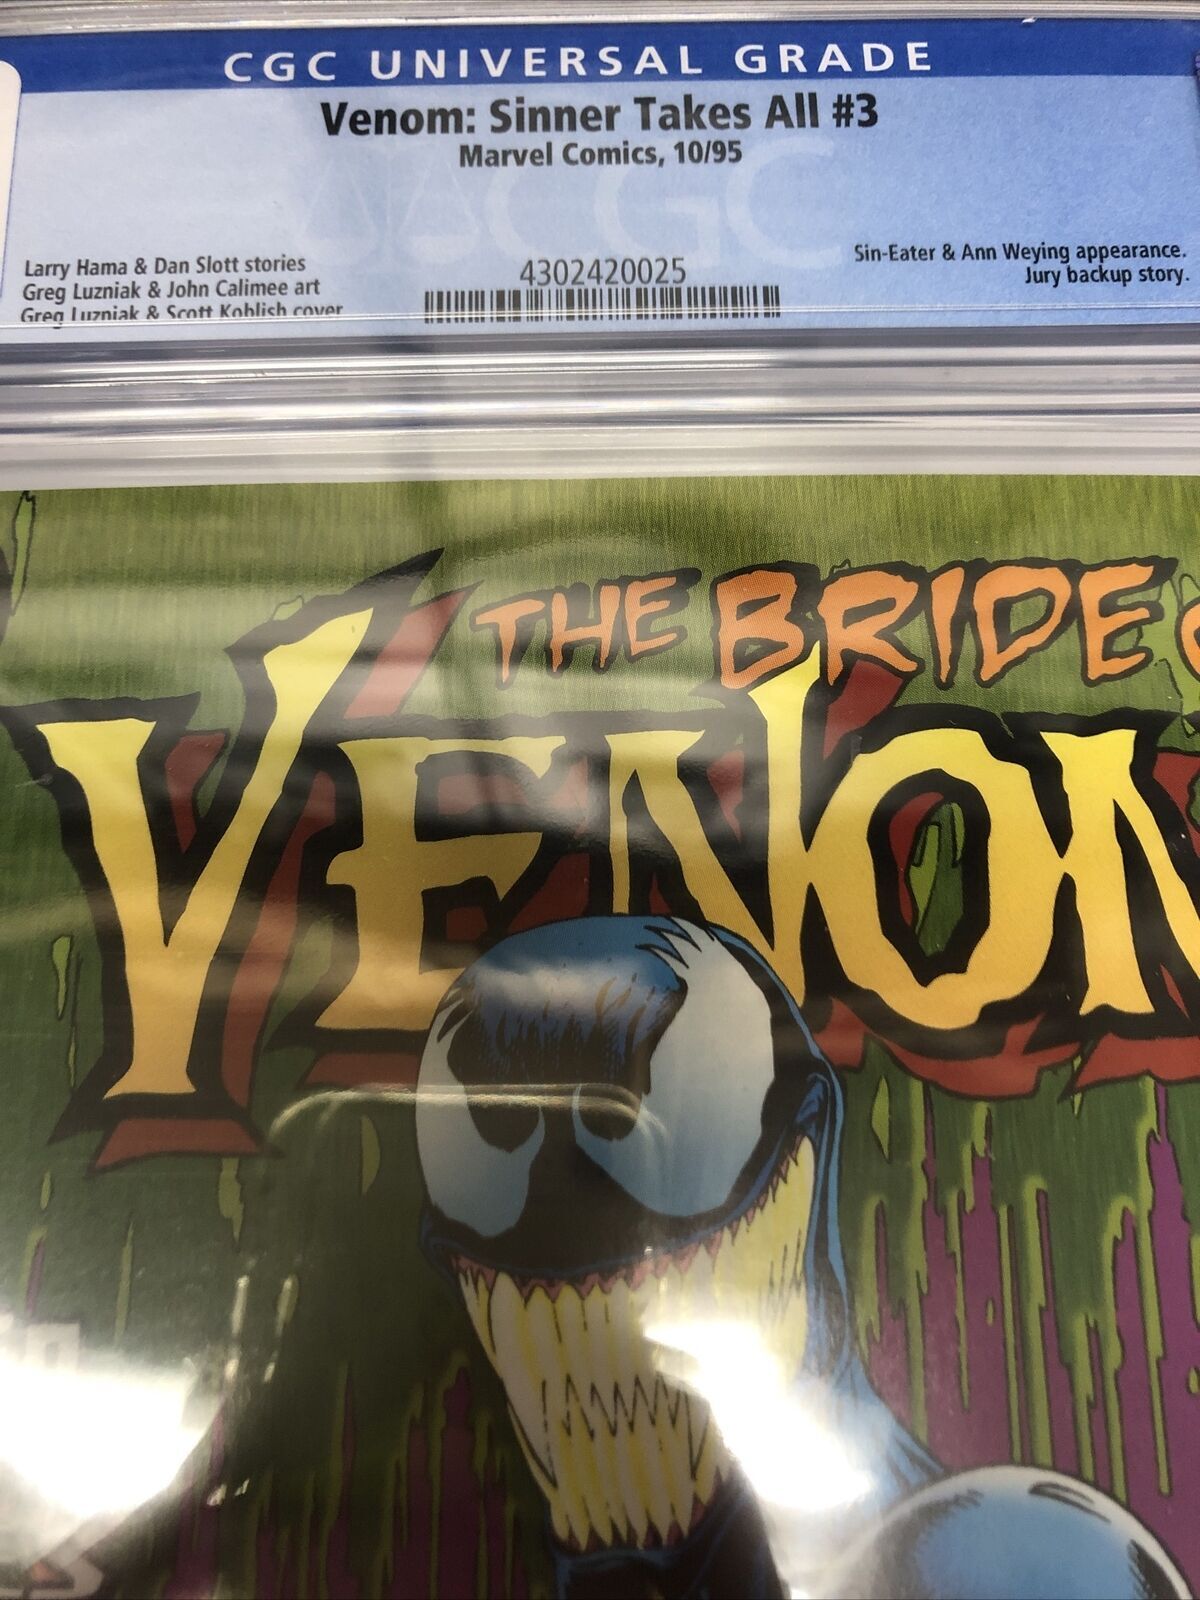 CGC UNIVERSAL GRADE
Venom: Sinner Takes All #3
Marvel Comics, 10/95
CGC
Larry Hama & Dan Slott stories
Greg Luzniak & John Calimee art
Greg Luzniak & Scott Koblish cover
4302420025
Sin-Eater & Ann Weying appearance.
Jury backup story.
THE BRIDE
VENOM